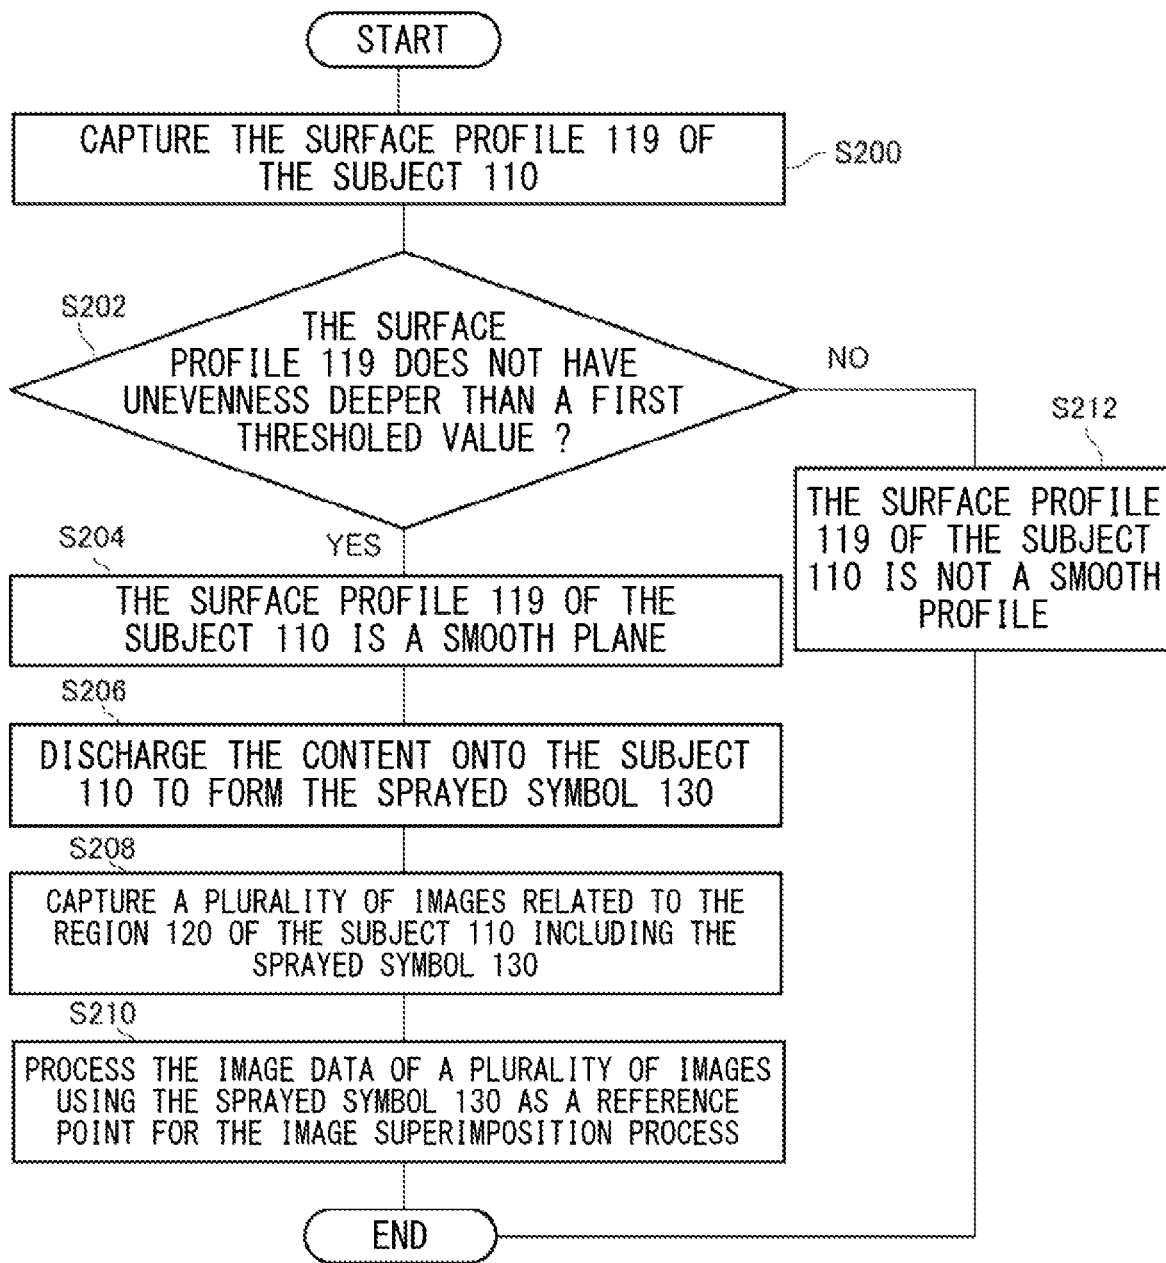 START
CAPTURE THE SURFACE PROFILE 119 OF
THE SUBJECT 110
S200
S202
THE SURFACE
PROFILE 119 DOES NOT HAVE
UNEVENNESS DEEPER THAN A FIRST
THRESHOLED VALUE ?
NO
S212
THE SURFACE PROFILE
119 OF THE SUBJECT
110 IS NOT A SMOOTH
PROFILE
YES
S204
THE SURFACE PROFILE 119 OF THE
SUBJECT 110 IS A SMOOTH PLANE
S206
DISCHARGE THE CONTENT ONTO THE SUBJECT
110 TO FORM THE SPRAYED SYMBOL 130
S208
CAPTURE A PLURALITY OF IMAGES RELATED TO THE
REGION 120 OF THE SUBJECT 110 INCLUDING THE
SPRAYED SYMBOL 130
S210
PROCESS THE IMAGE DATA OF A PLURALITY OF IMAGES
USING THE SPRAYED SYMBOL 130 AS A REFERENCE
POINT FOR THE IMAGE SUPERIMPOSITION PROCESS
END